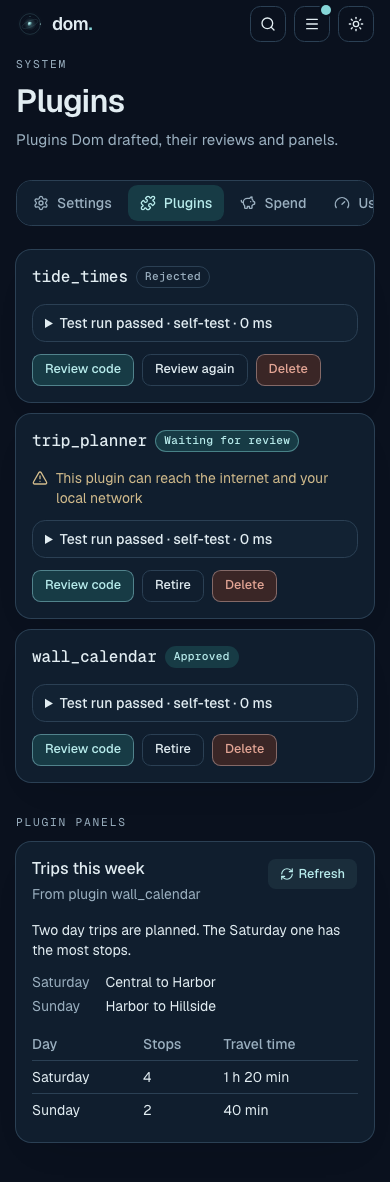 dom.
SYSTEM
Plugins
Plugins Dom drafted, their reviews and panels.
Settings Plugins Spend Us
tide_times Rejected
Test run passed · self-test · 0 ms
Review code Review again Delete
trip_planner Waiting for review
This plugin can reach the internet and your
local network
Test run passed · self-test · 0 ms
Review code Retire Delete
wall_calendar Approved
Test run passed · self-test · 0 ms
Review code Retire Delete
PLUGIN PANELS
Trips this week
Refresh
From plugin wall_calendar
Two day trips are planned. The Saturday one has
the most stops.
Saturday Central to Harbor
Sunday Harbor to Hillside
Day Stops Travel time
Saturday 4 1 h 20 min
Sunday 2 40 min